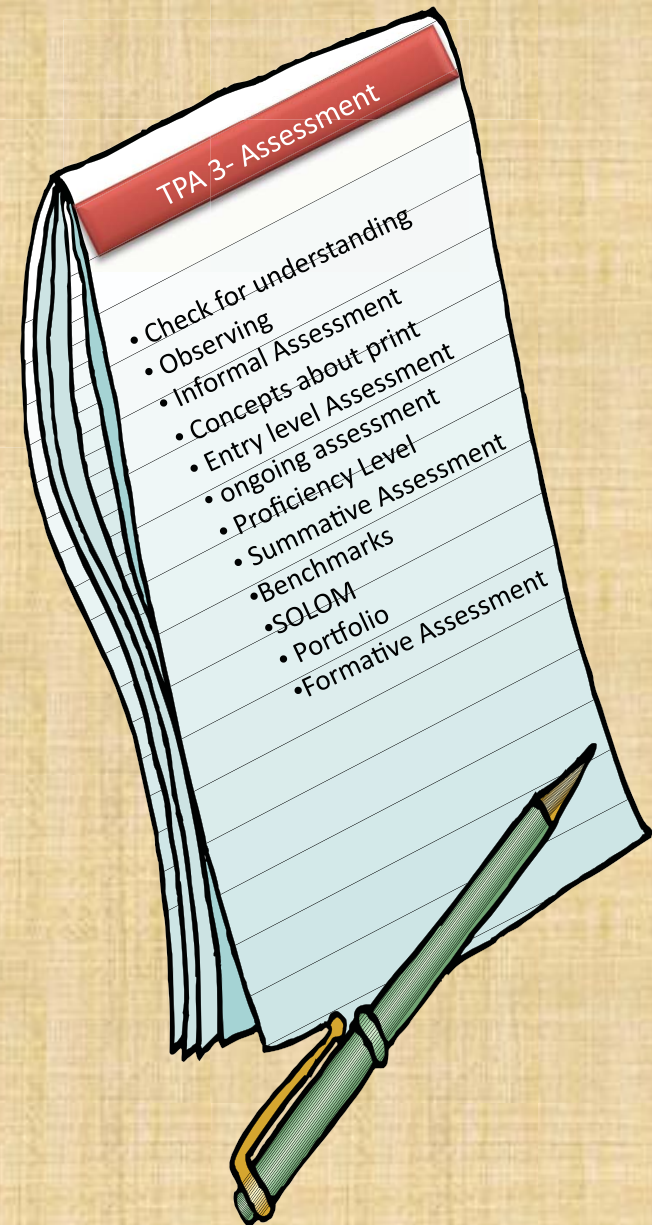 TPA 3- Assessment
• Check for understanding
• Observing
• Informal Assessment
• Concepts about print
• Entry level Assessment
• ongoing assessment
• Proficiency Level
• Summative Assessment
•Benchmarks
•SOLOM
• Portfolio
•Formative Assessment